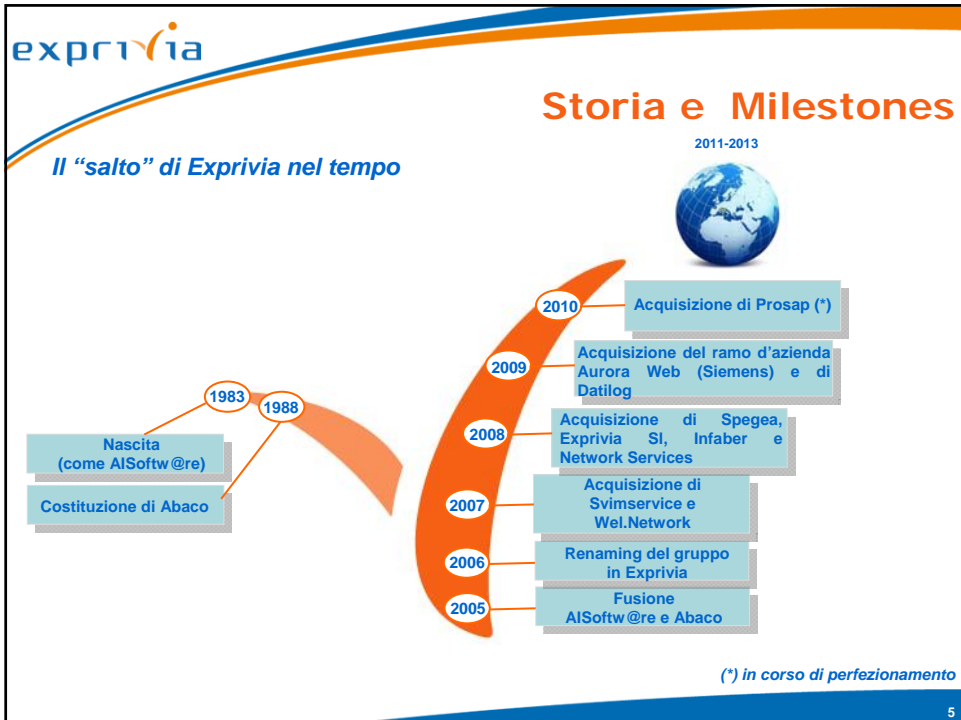 exprivia
Storia e Milestones
2011-2013
Il “salto” di Exprivia nel tempo
2010
Acquisizione di Prosap (*)
2009
Acquisizione del ramo d’azienda
Aurora Web (Siemens) e di
Datilog
1983
1988
2008
Acquisizione di Spegea,
Exprivia SI, Infaber e
Network Services
Nascita
(come AISoftw@re)
Costituzione di Abaco
2007
Acquisizione di
Svimservice e
Wel.Network
2006
Renaming del gruppo
in Exprivia
2005
Fusione
AISoftw@re e Abaco
(*) in corso di perfezionamento
5